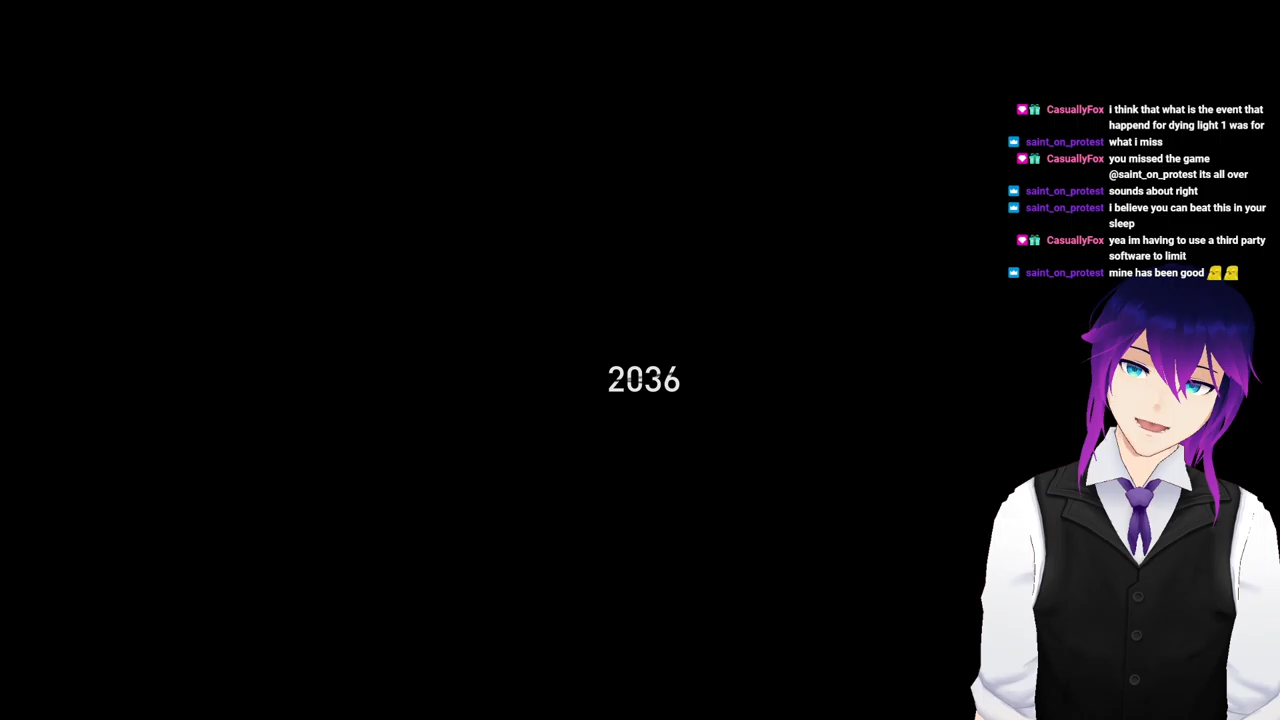 CasuallyFox i think that what is the event that
happend for dying light 1 was for
saint_on_protest what i miss
CasuallyFox you missed the game
@saint_on_protest its all over
saint_on_protest sounds about right
saint_on_protest i believe you can beat this in your
sleep
CasuallyFox yea im having to use a third party
software to limit
saint_on_protest mine has been good
2036